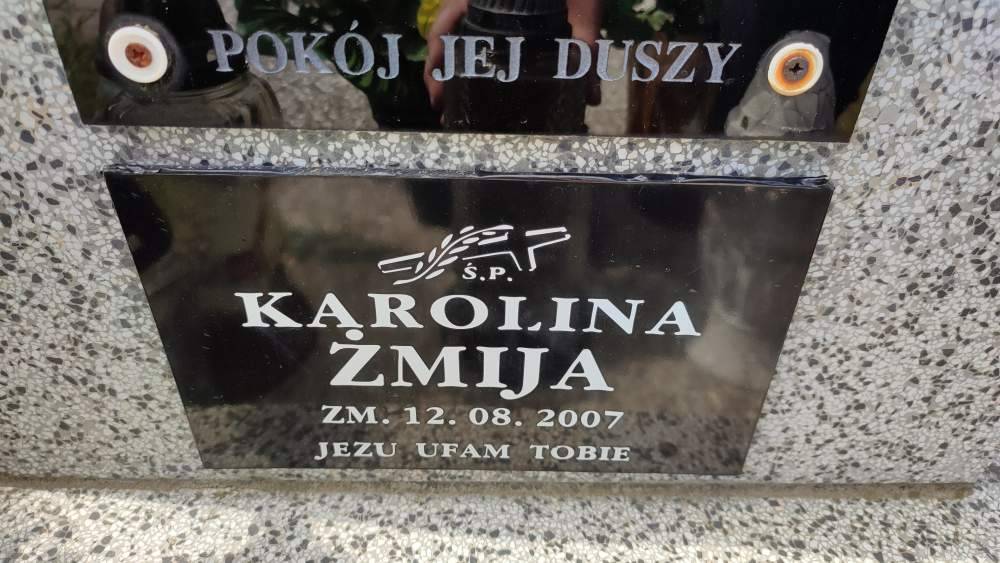 POKÓJ JEJ DUSZY
Ś.P.
KAROLINA
ŻMIJA
ZM. 12. 08. 2007
JEZU UFAM TOBIE